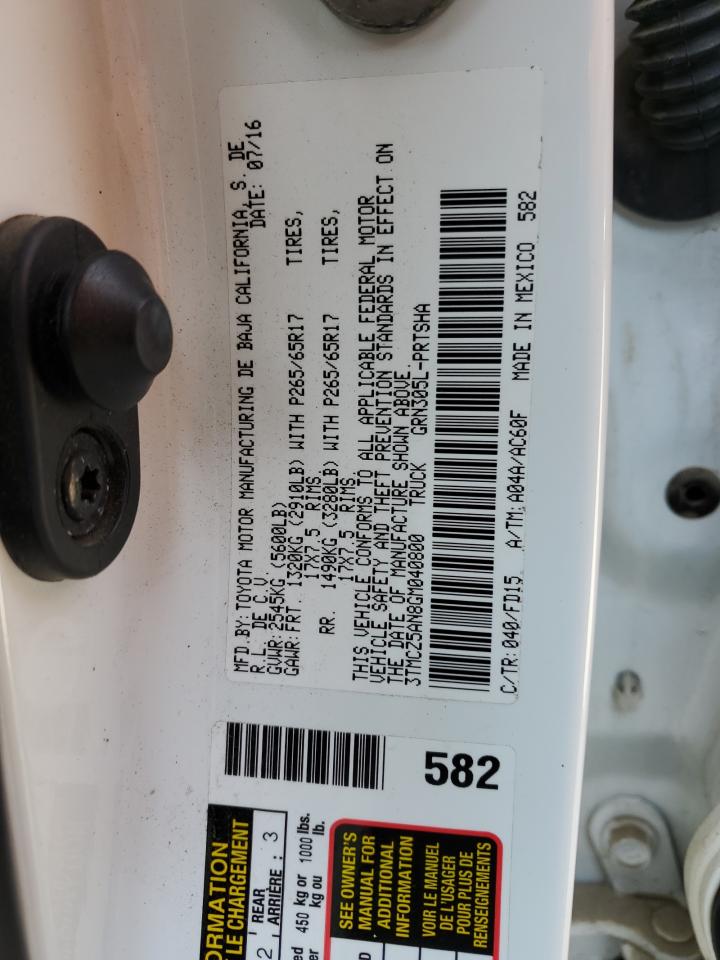 MFD.BY: TOYOTA MOTOR MANUFACTURING DE BAJA CALIFORNIA, S. DE
R.L. DE C.V. DATE: 07/16
GVWR: 2545KG (5600LB)
GAWR: FRT. 1320KG (2910LB) WITH P265/65R17 TIRES,
17X7.5 RIMS,
RR. 1490KG (3280LB) WITH P265/65R17 TIRES,
17X7.5 RIMS.
THIS VEHICLE CONFORMS TO ALL APPLICABLE FEDERAL MOTOR
VEHICLE SAFETY AND THEFT PREVENTION STANDARDS IN EFFECT ON
THE DATE OF MANUFACTURE SHOWN ABOVE.
3TMCZ5AN8GM040800 TRUCK GRN305L-PRTSHA
C/TR: 040/FD15 A/TM: A04A/AC60F MADE IN MEXICO 582
582
ORMATION
T LE CHARGEMENT
2 REAR
ARRIÈRE : 3
450 kg or 1000 lbs.
kg ou lb.
SEE OWNER'S
MANUAL FOR
ADDITIONAL
INFORMATION
VOIR LE MANUEL
DE L'USAGER
POUR PLUS DE
RENSEIGNEMENTS